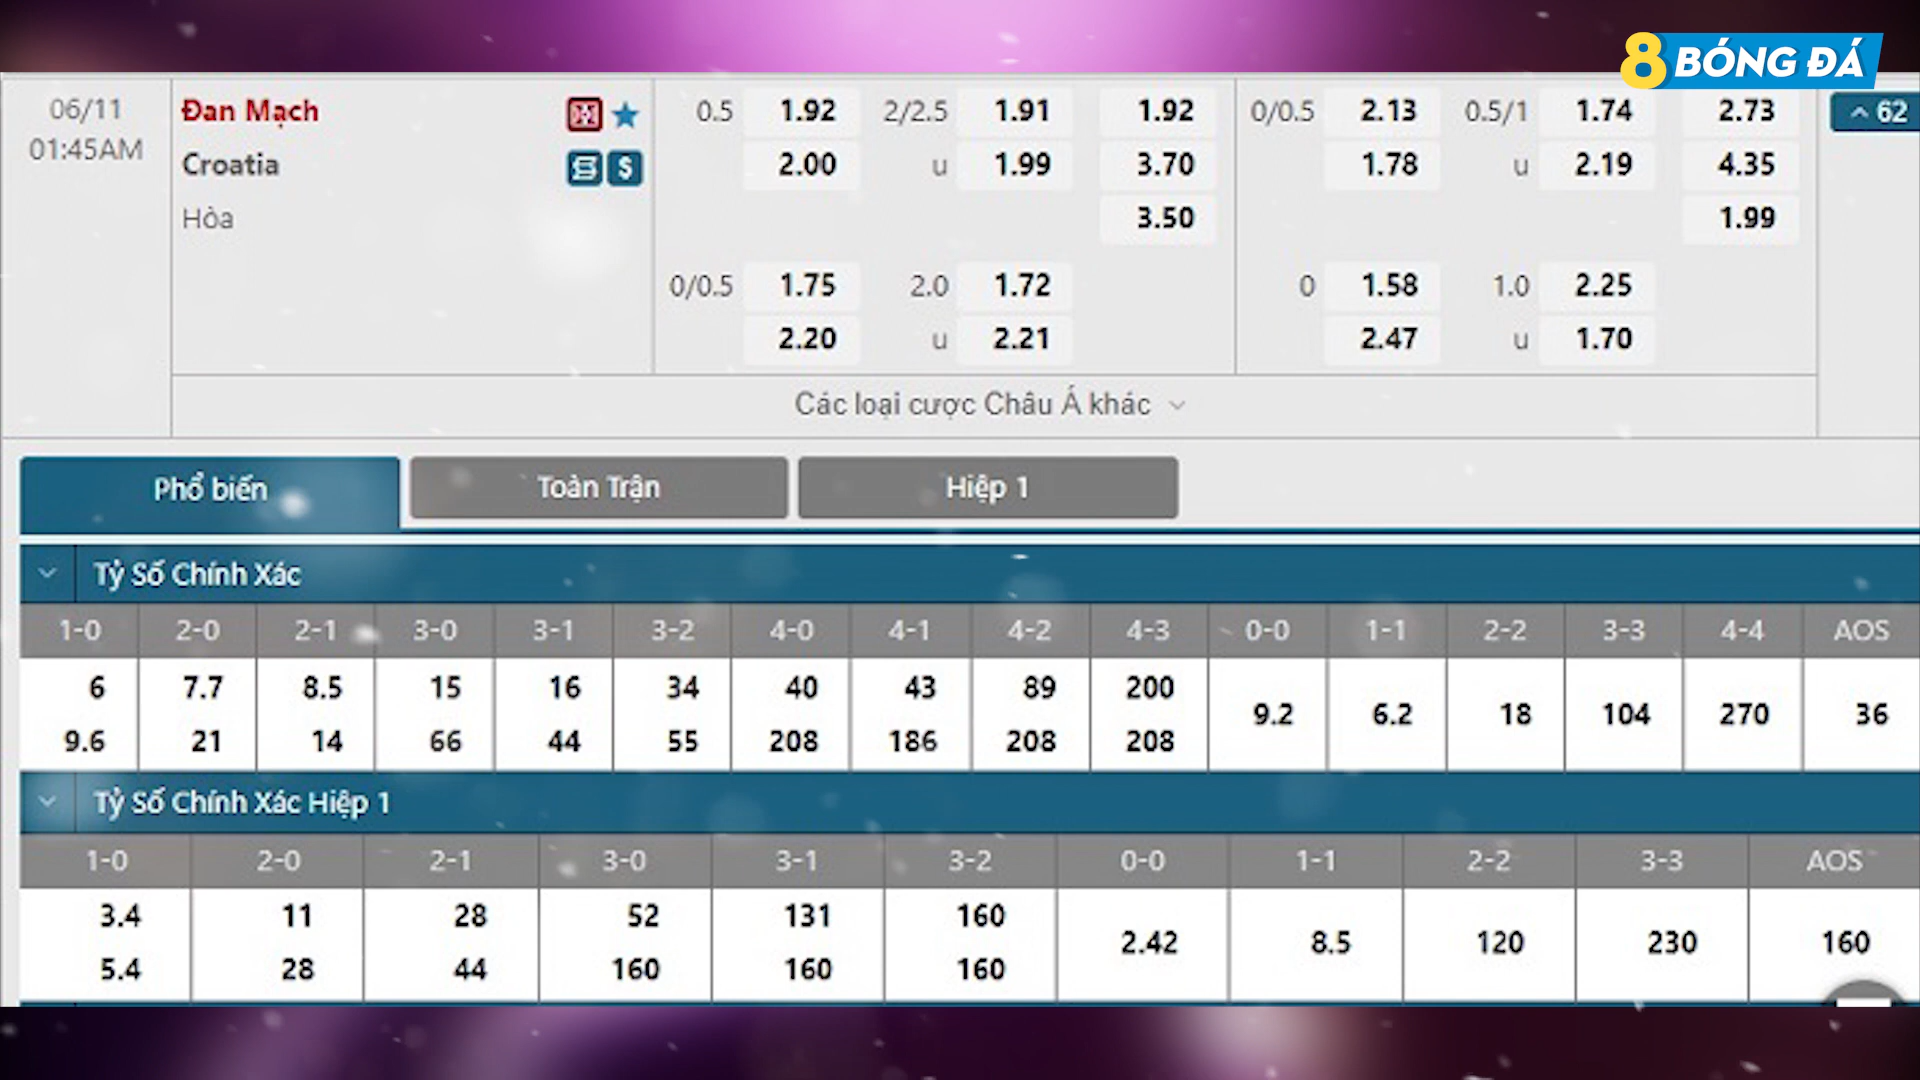 8 BÓNG ĐÁ
06/11 Đan Mạch 0.5 1.92 2/2.5 1.91 1.92 0/0.5 2.13 0.5/1 1.74 2.73 62
01:45AM Croatia S $ 2.00 u 1.99 3.70 1.78 u 2.19 4.35
Hòa 3.50 1.99
0/0.5 1.75 2.0 1.72 0 1.58 1.0 2.25
2.20 u 2.21 2.47 u 1.70
Các loại cược Châu Á khác
Phổ biến Toàn Trận Hiệp 1
Tỷ Số Chính Xác
1-0 2-0 2-1 3-0 3-1 3-2 4-0 4-1 4-2 4-3 0-0 1-1 2-2 3-3 4-4 AOS
6 7.7 8.5 15 16 34 40 43 89 200
9.2 6.2 18 104 270 36
9.6 21 14 66 44 55 208 186 208 208
Tỷ Số Chính Xác Hiệp 1
1-0 2-0 2-1 3-0 3-1 3-2 0-0 1-1 2-2 3-3 AOS
3.4 11 28 52 131 160
2.42 8.5 120 230 160
5.4 28 44 160 160 160